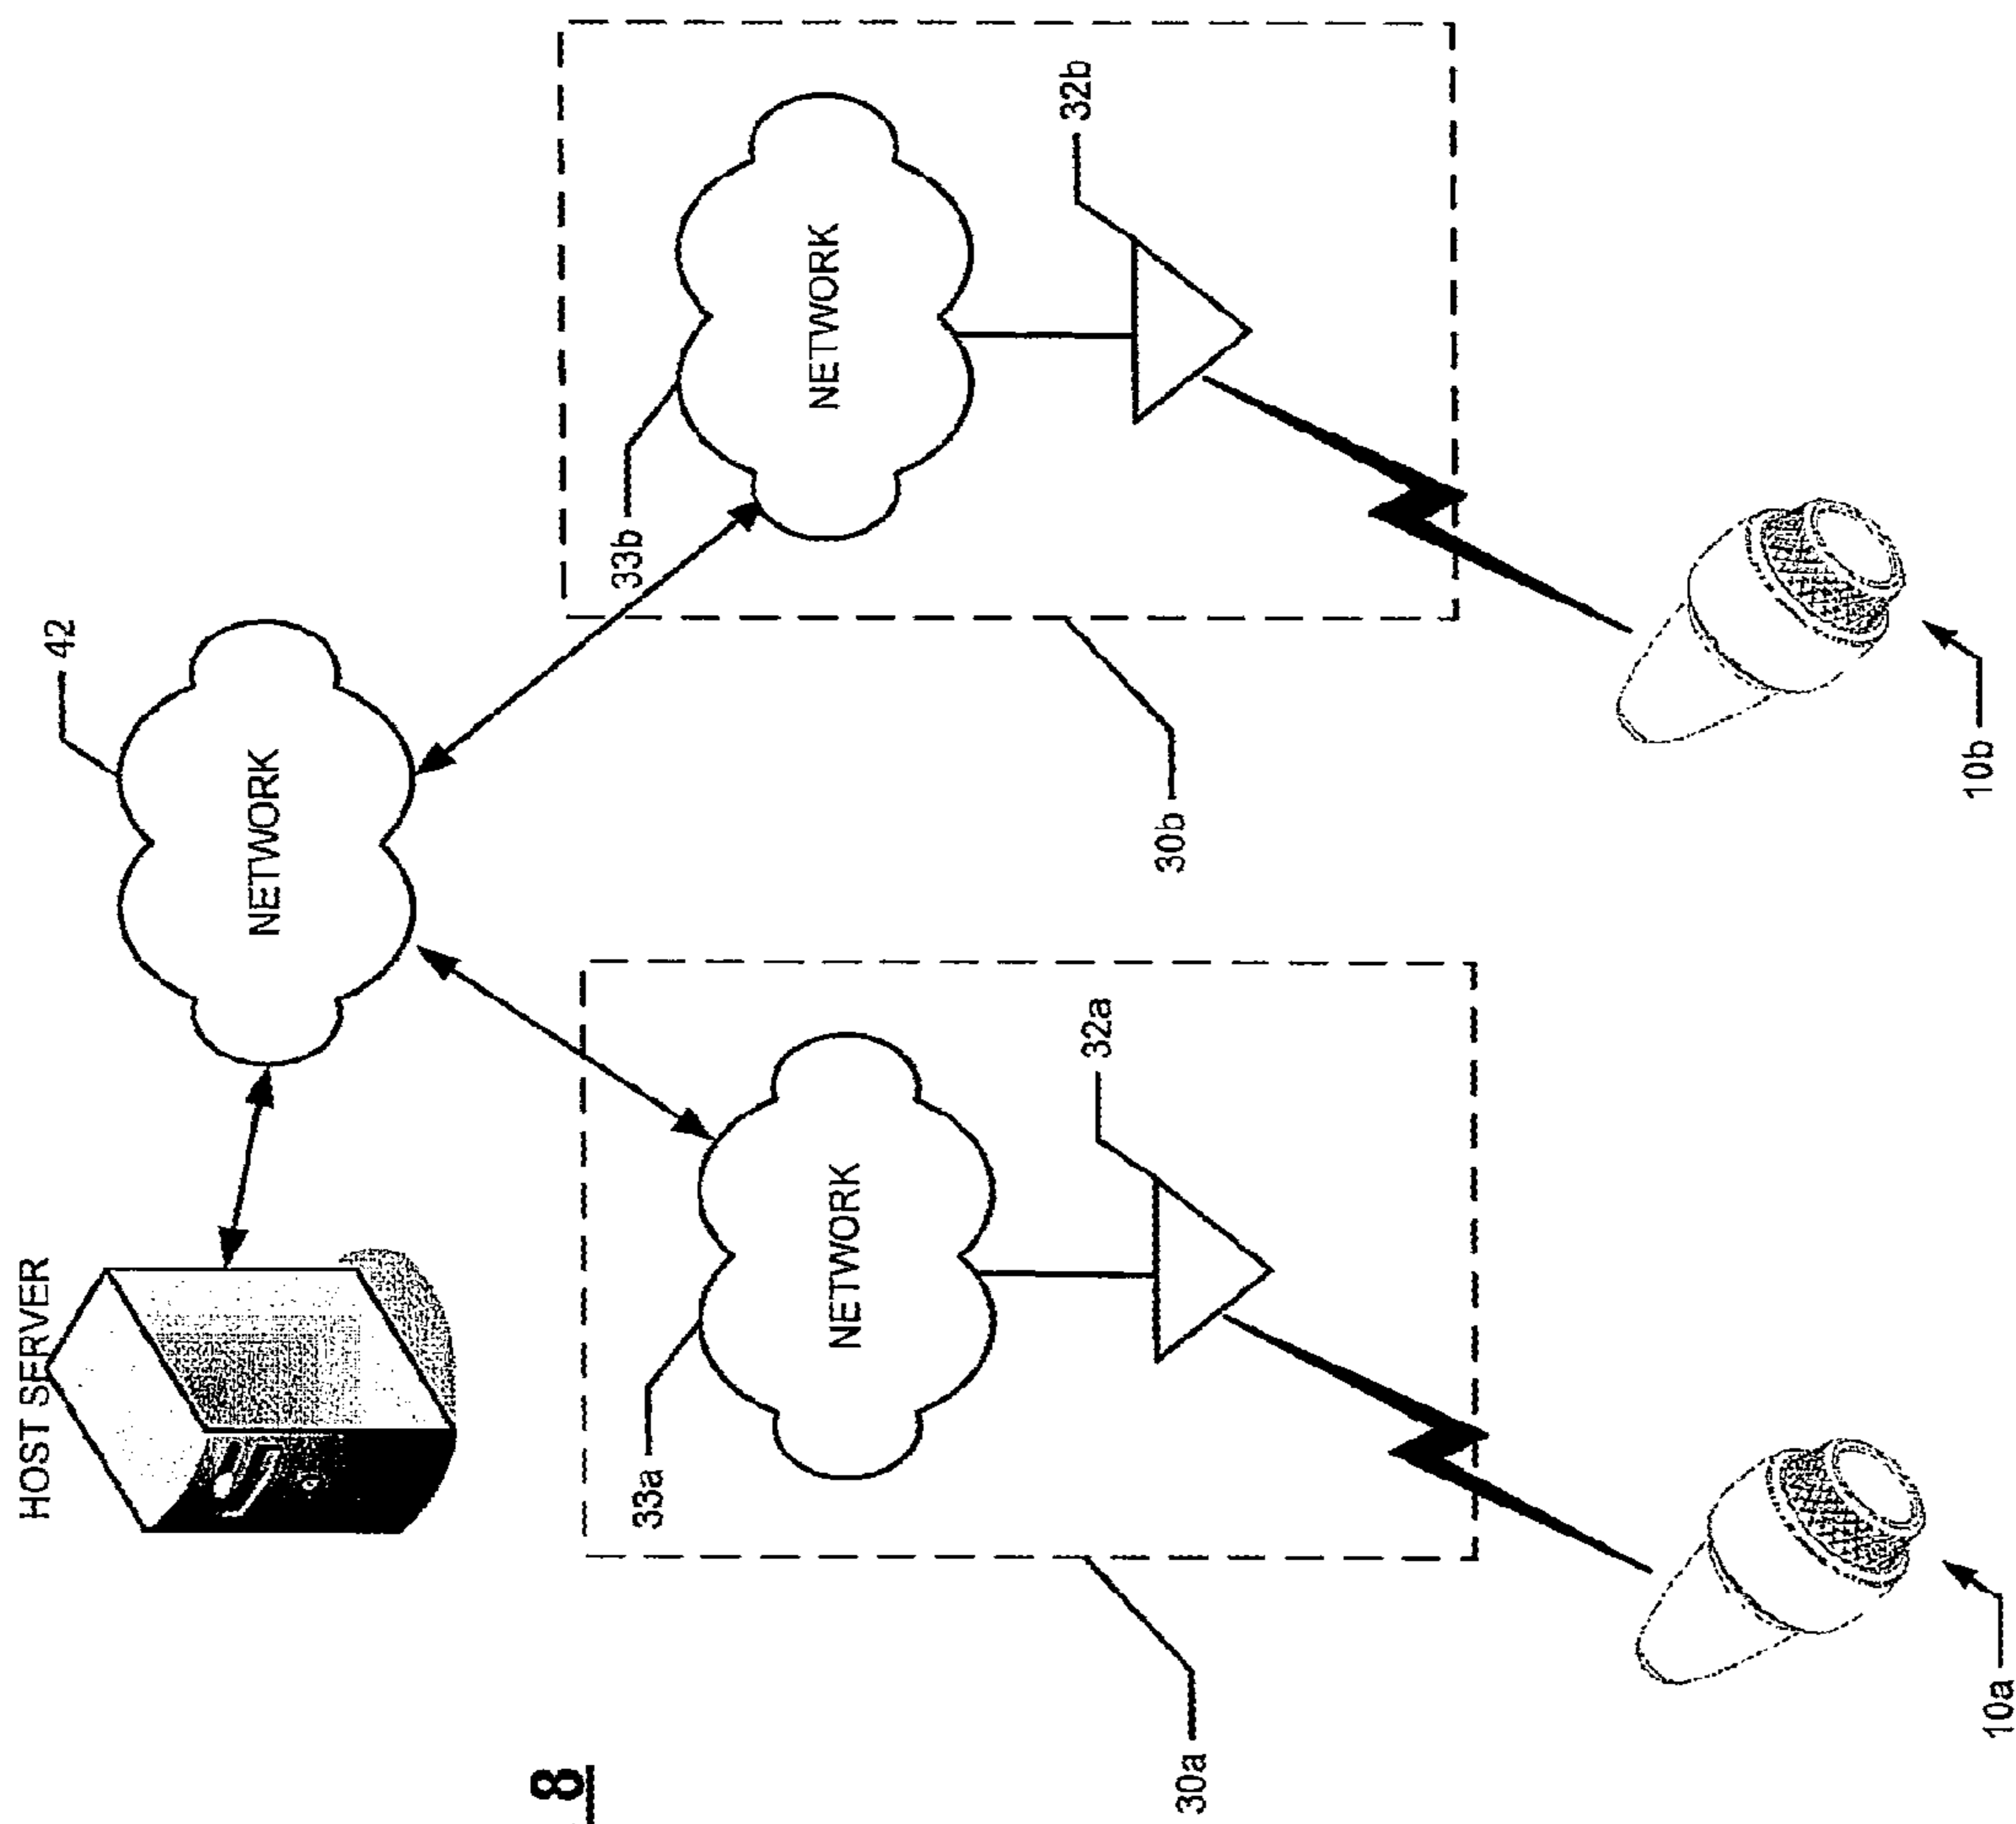 HOST SERVER
42
NETWORK
33a
NETWORK
32a
33b
NETWORK
32b
30a
30b
10a
10b
8